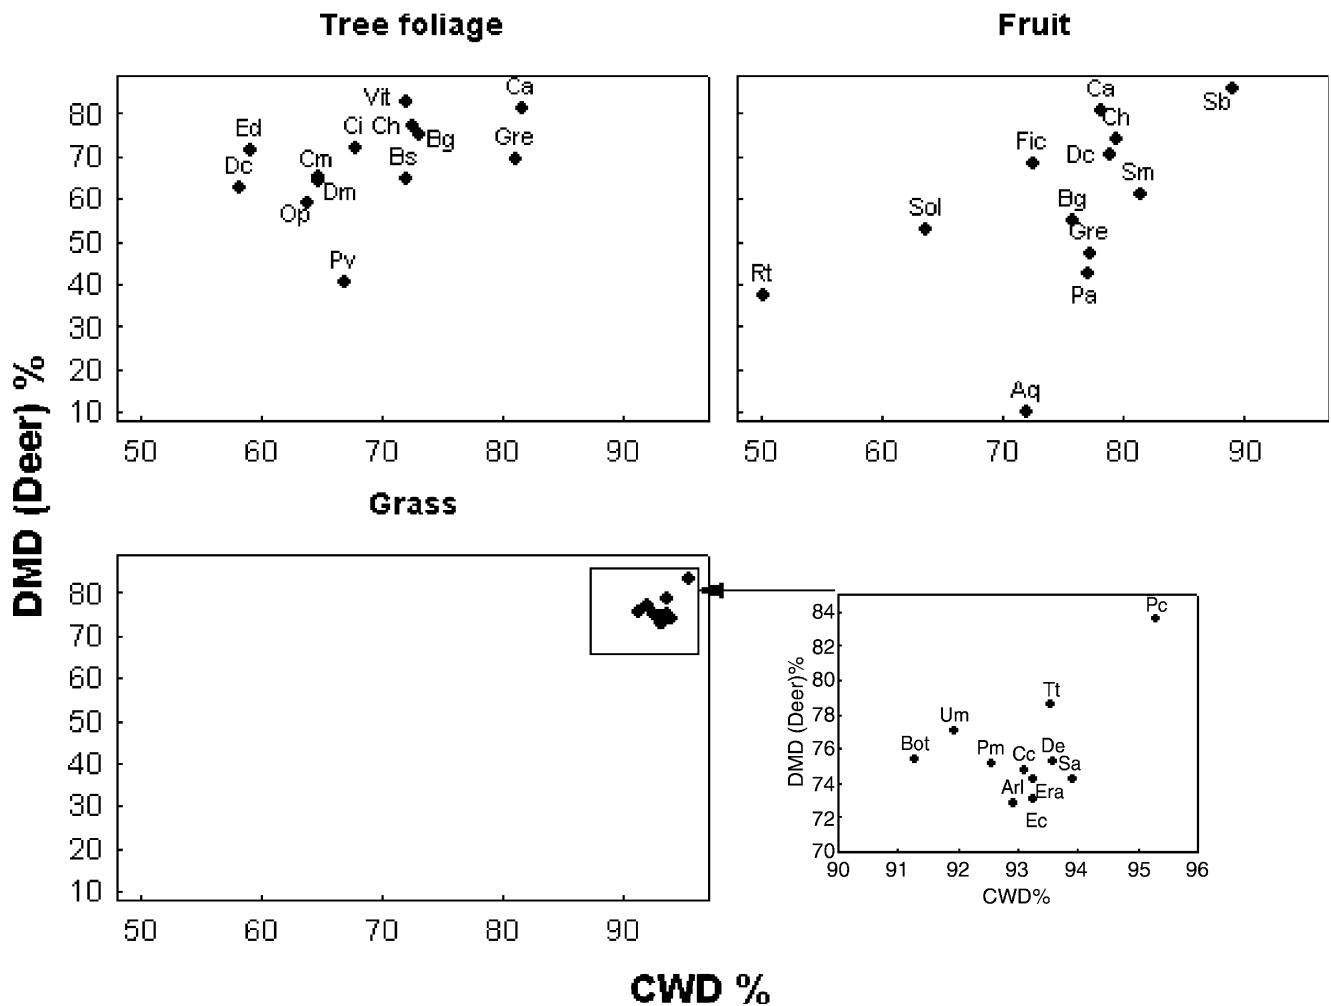 Tree foliage
Fruit
DMD (Deer) %
80
70
60
50
40
30
20
10
Ed
Dc
Cm
Dm
Op
Pv
Ci
Vit
Ch
Bg
Bs
Ca
Gre
50 60 70 80 90
Rt
Sol
Fic
Aq
Ca
Ch
Dc
Sm
Bg
Gre
Pa
Sb
50 60 70 80 90
Grass
80
70
60
50
40
30
20
10
50 60 70 80 90
DMD (Deer)%
84
82
80
78
76
74
72
70
Pc
Tt
Um
Bot
Pm
Cc
De
Sa
Arl
Era
Ec
90 91 92 93 94 95 96
CWD%
CWD %